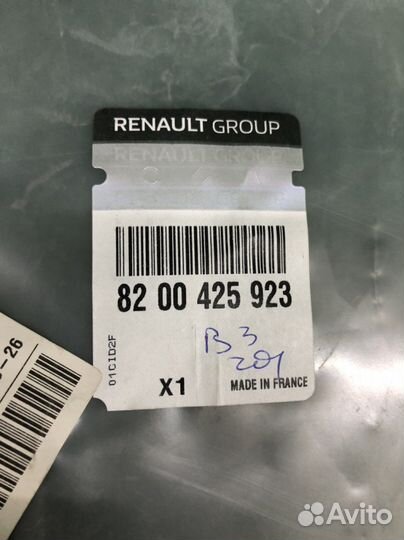 RENAULT GROUP
RENAULT GROUP
82 00 425 923
01C1D2F
B3
201
X1
MADE IN FRANCE
- 26
Avito